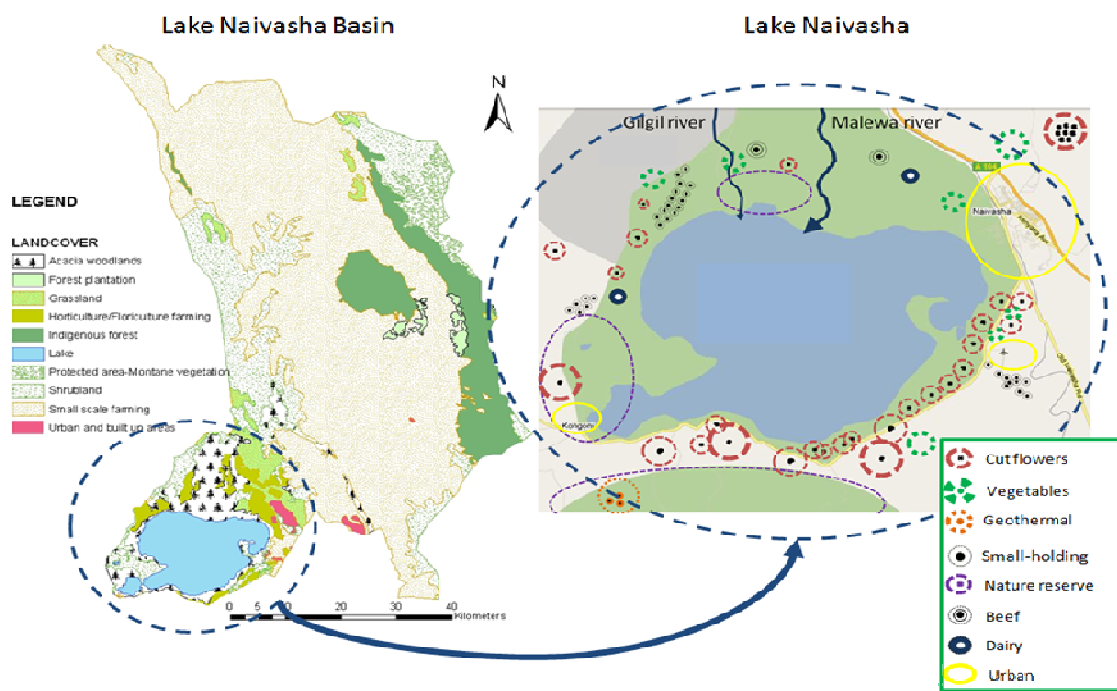 Lake Naivasha Basin
Lake Naivasha
N
LEGEND
LANDCOVER
Acacia woodlands
Forest plantation
Grassland
Horticulture/Floriculture farming
Indigenous forest
Lake
Protected area-Montane vegetation
Shrubland
Small scale farming
Urban and built up areas
0 5 10 20 30 40
Kilometers
Gilgil river
Malewa river
A 104
Naivasha
Kongoni
Cutflowers
Vegetables
Geothermal
Small-holding
Nature reserve
Beef
Dairy
Urban